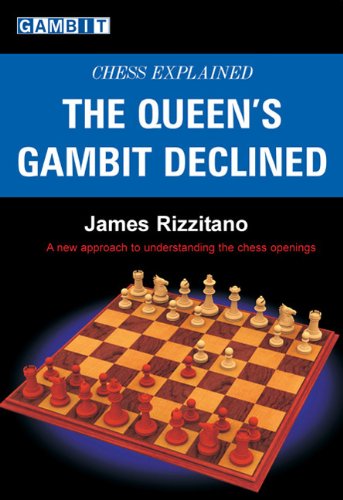 GAMBIT
CHESS EXPLAINED
THE QUEEN'S
GAMBIT DECLINED
James Rizzitano
A new approach to understanding the chess openings